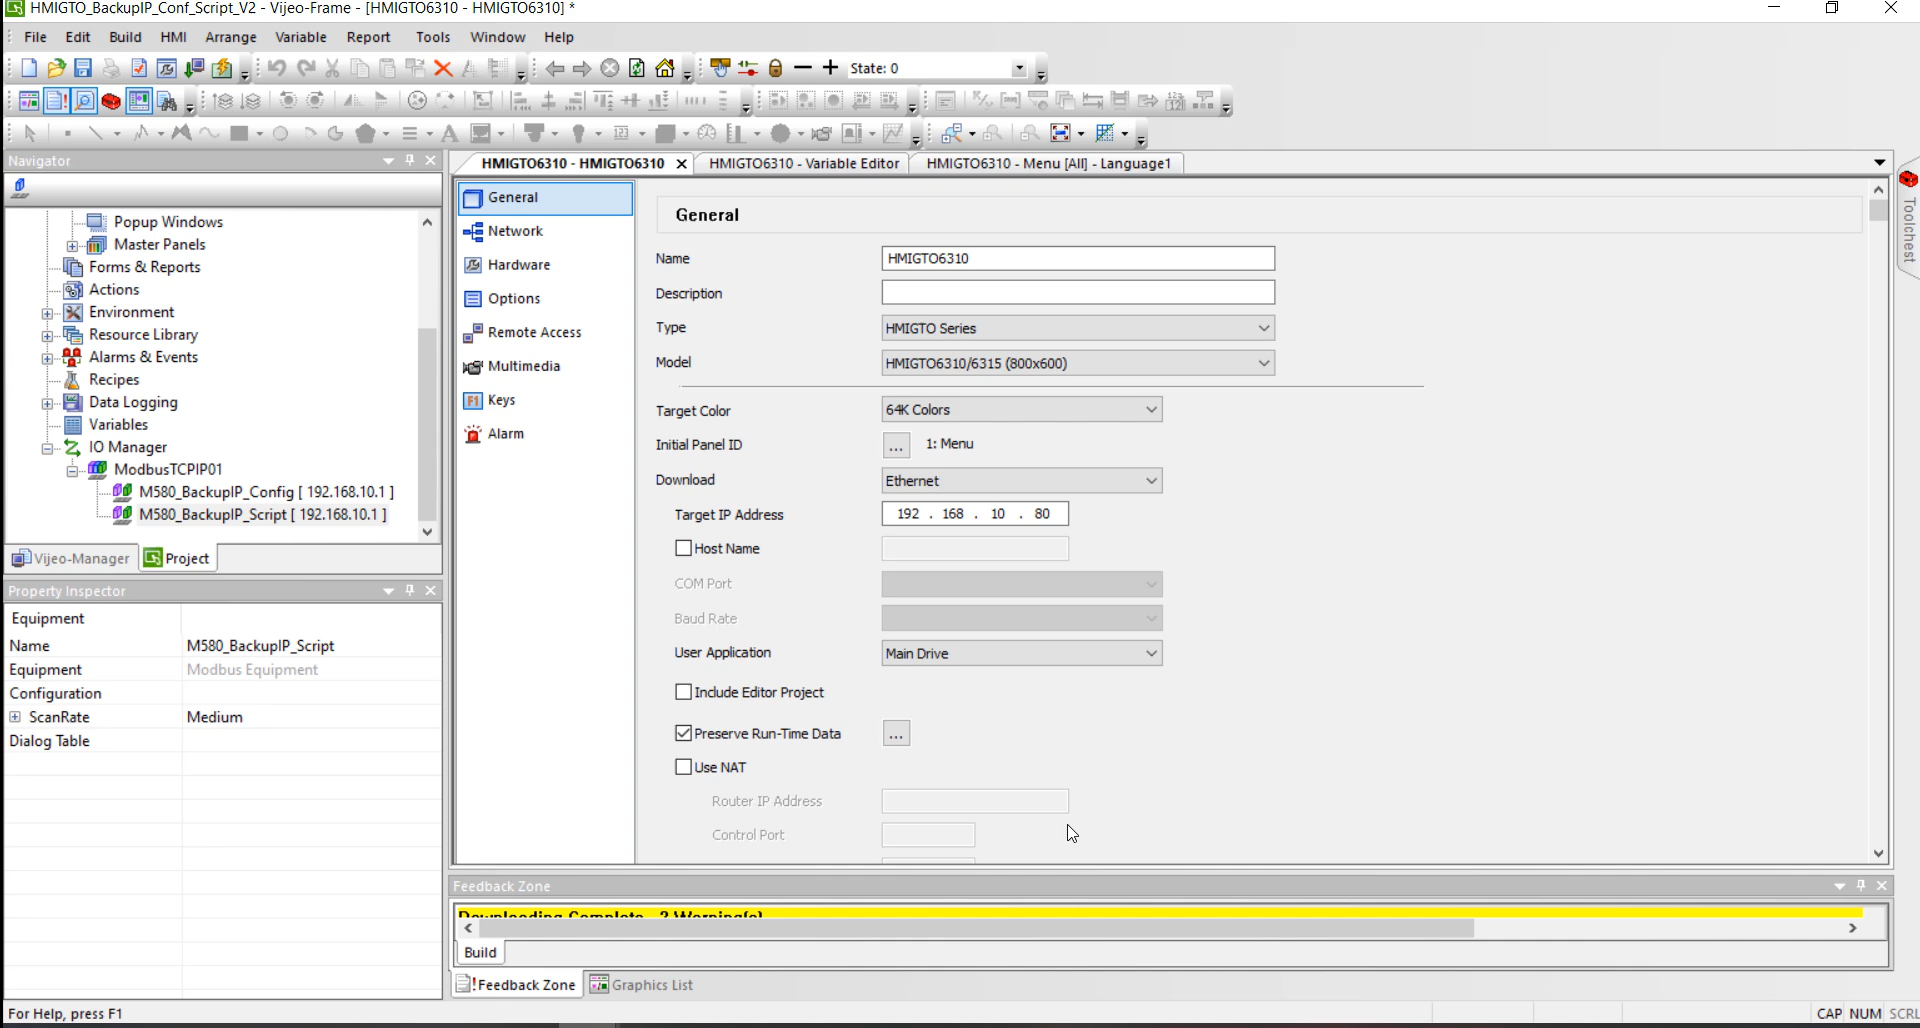 HMIGTO_BackupIP_Conf_Script_V2 - Vijeo-Frame - [HMIGTO6310 - HMIGTO6310] *
File Edit Build HMI Arrange Variable Report Tools Window Help
State: 0
Navigator
HMIGTO6310 - HMIGTO6310
HMIGTO6310 - Variable Editor
HMIGTO6310 - Menu [All] - Language1
Toolchest
Popup Windows
Master Panels
Forms & Reports
Actions
Environment
Resource Library
Alarms & Events
Recipes
Data Logging
Variables
IO Manager
ModbusTCPIP01
M580_BackupIP_Config [ 192.168.10.1 ]
M580_BackupIP_Script [ 192.168.10.1 ]
Vijeo-Manager
Project
Property Inspector
Equipment
Name M580_BackupIP_Script
Equipment Modbus Equipment
Configuration
ScanRate Medium
Dialog Table
General
Network
Hardware
Options
Remote Access
Multimedia
Keys
Alarm
General
Name HMIGTO6310
Description
Type HMIGTO Series
Model HMIGTO6310/6315 (800x600)
Target Color 64K Colors
Initial Panel ID ... 1: Menu
Download Ethernet
Target IP Address 192 . 168 . 10 . 80
Host Name
COM Port
Baud Rate
User Application Main Drive
Include Editor Project
Preserve Run-Time Data ...
Use NAT
Router IP Address
Control Port
Feedback Zone
Build
Feedback Zone
Graphics List
For Help, press F1
CAP NUM SCRL